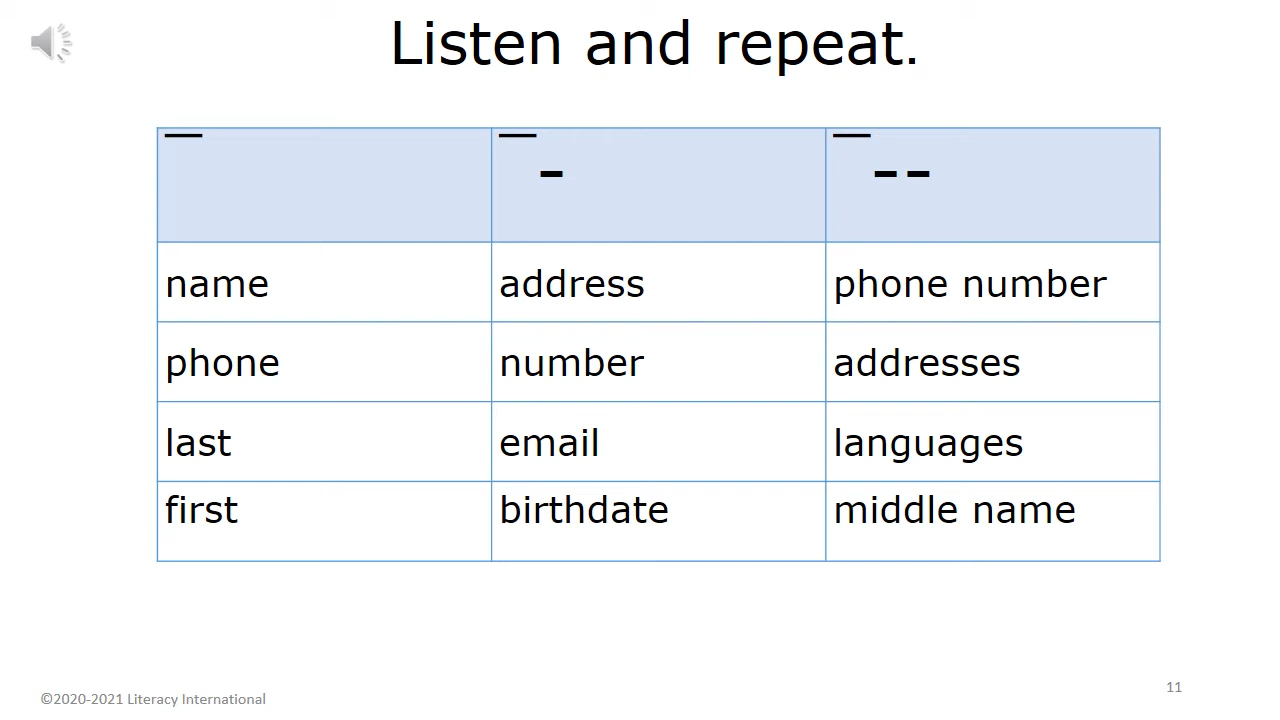 Listen and repeat.
name address phone number
phone number addresses
last email languages
first birthdate middle name
©2020-2021 Literacy International
11